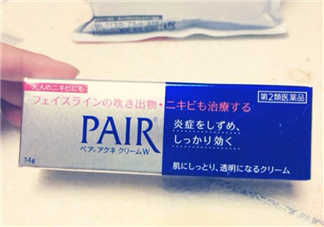 大人のニキビにも
フェイスラインの吹き出物・ニキビも治療する
第2類医薬品
PAIR®
ペア®アクネクリームW
14g
炎症をしずめ、
しっかり効く
肌にしっとり、透明になるクリーム